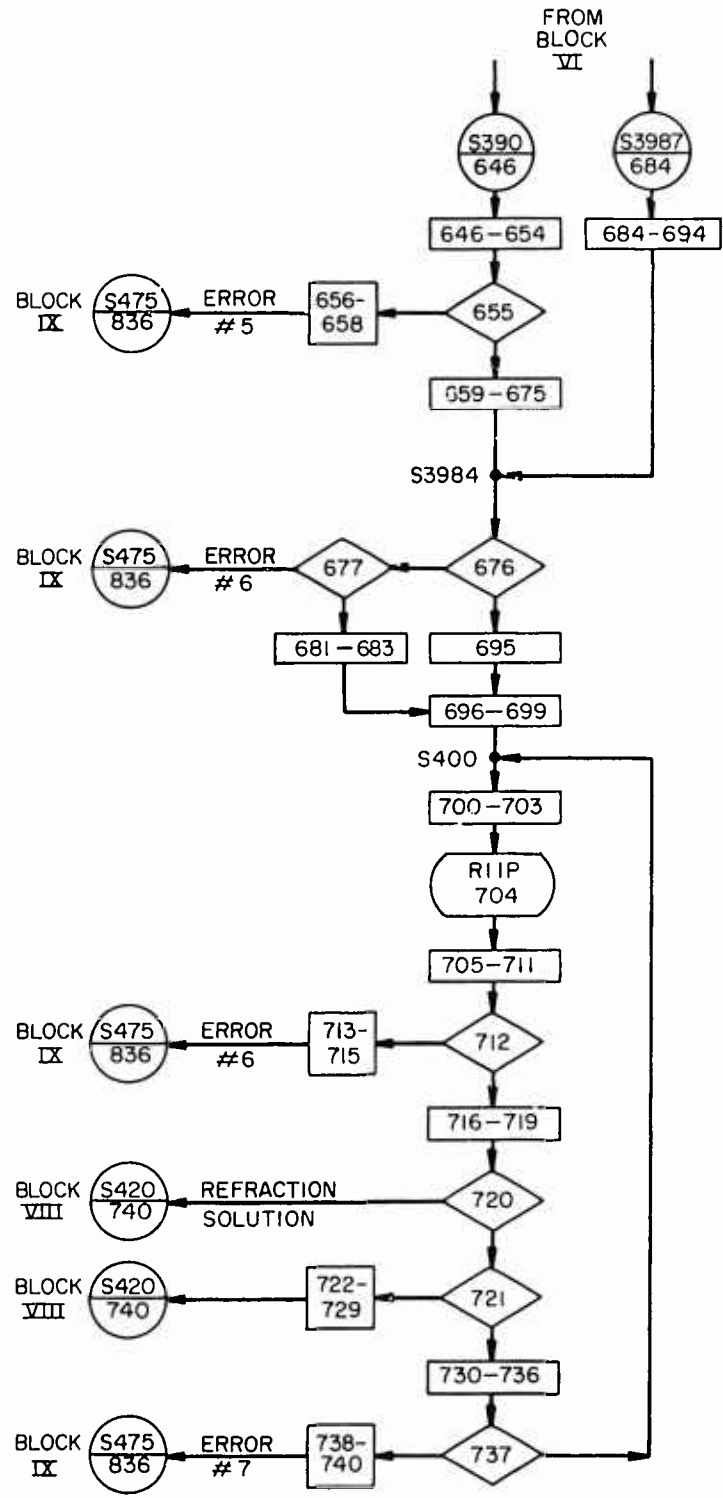 FROM
BLOCK
VI
S390
646
S3987
684
646-654
684-694
BLOCK
IX
S475
836
ERROR
#5
656-
658
655
659-675
S3984
BLOCK
IX
S475
836
ERROR
#6
677
676
681-683
695
696-699
S400
700-703
R11P
704
705-711
BLOCK
IX
S475
836
ERROR
#6
713-
715
712
716-719
BLOCK
VIII
S420
740
REFRACTION
SOLUTION
720
BLOCK
VIII
S420
740
722-
729
721
730-736
BLOCK
IX
S475
836
ERROR
#7
738-
740
737